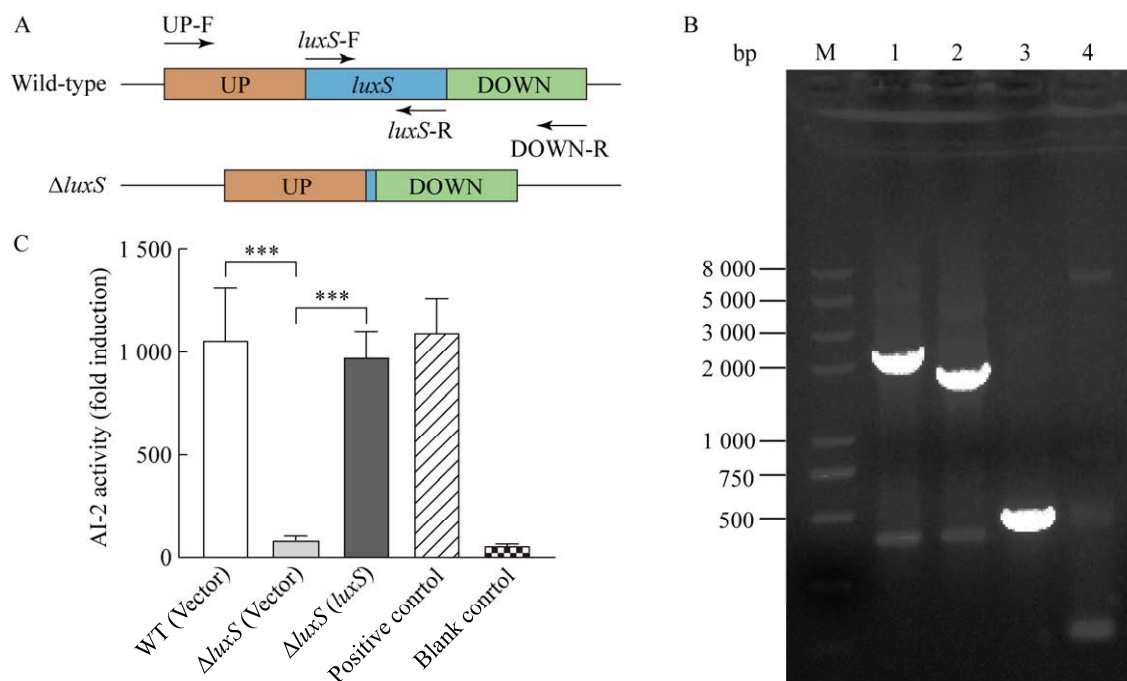 A
UP-F
luxS-F
Wild-type
UP
luxS
DOWN
luxS-R
DOWN-R
ΔluxS
UP
DOWN
B
bp
M
1
2
3
4
8 000
5 000
3 000
2 000
1 000
750
500
C
AI-2 activity (fold induction)
1 500
1 000
500
0
***
***
WT (Vector)
ΔluxS (Vector)
ΔluxS (luxS)
Positive conrtol
Blank conrtol